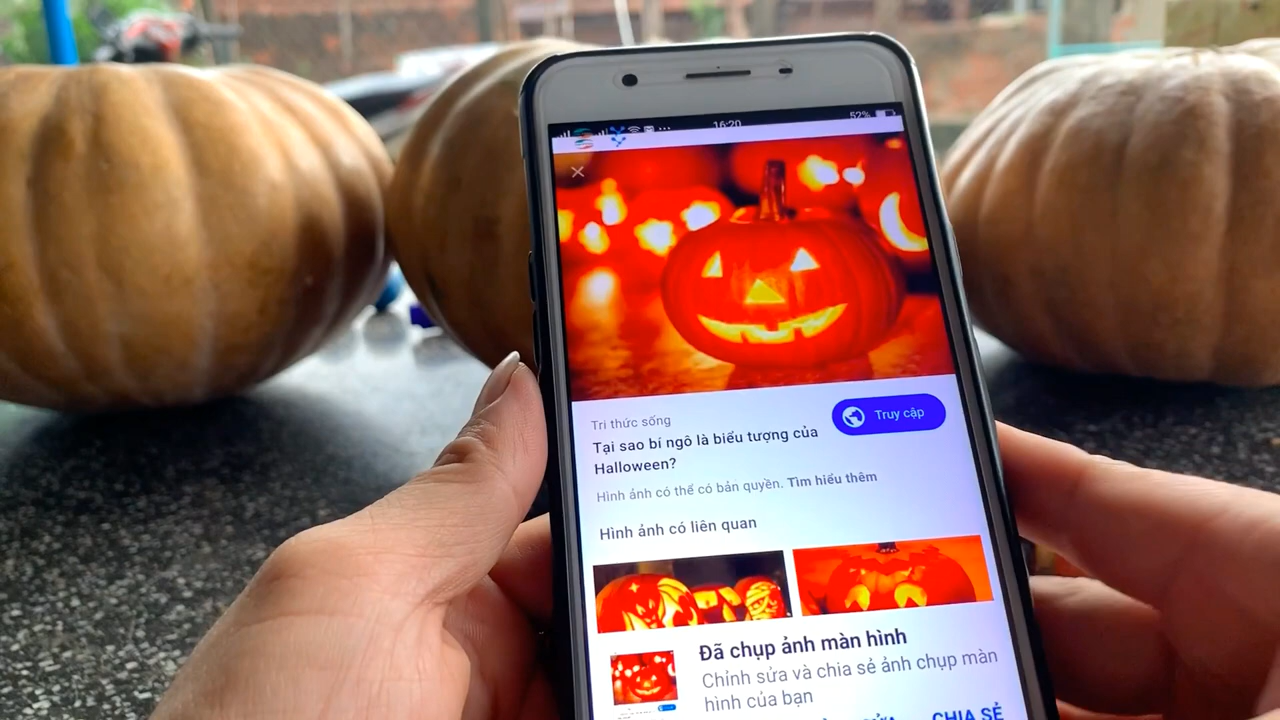 16:20 52%
Tri thức sống
Truy cập
Tại sao bí ngô là biểu tượng của
Halloween?
Hình ảnh có thể có bản quyền. Tìm hiểu thêm
Hình ảnh có liên quan
Đã chụp ảnh màn hình
Chỉnh sửa và chia sẻ ảnh chụp màn
hình của bạn
CHIA SẺ